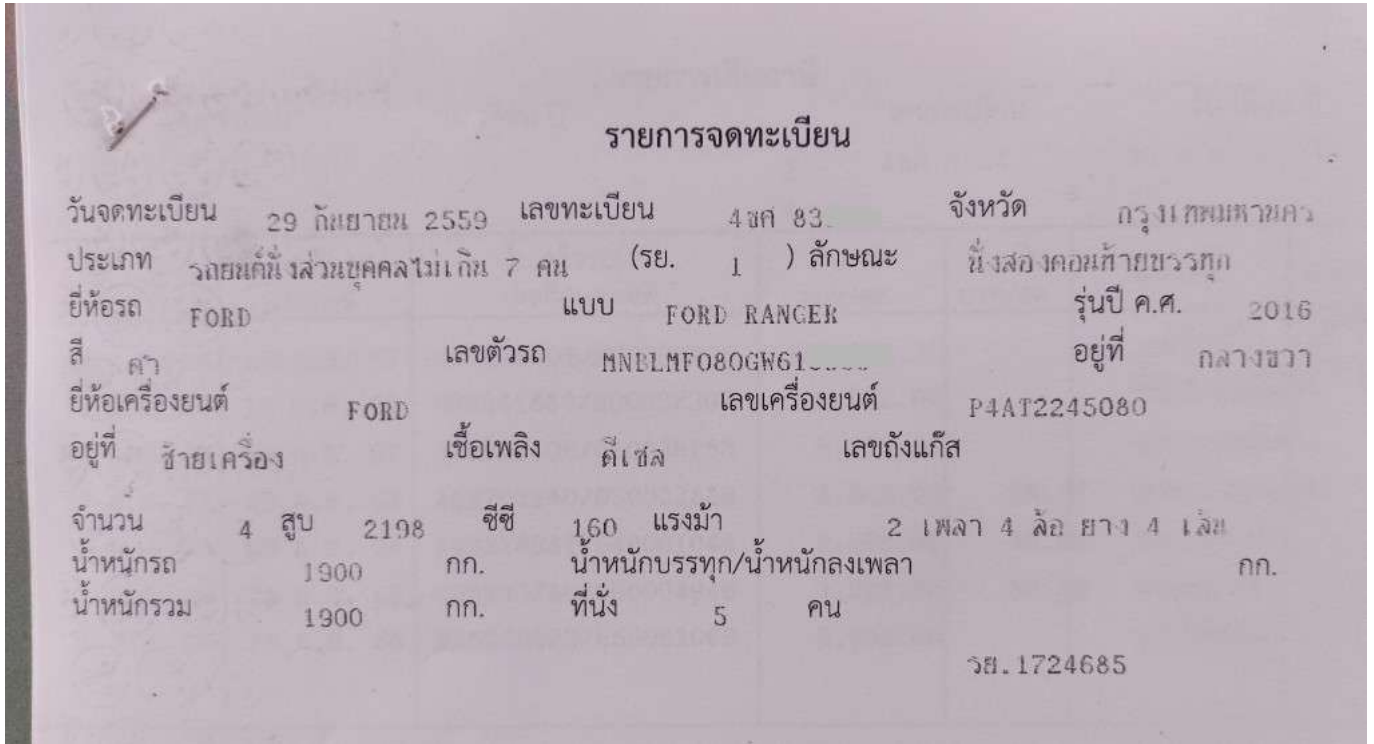 รายการจดทะเบียน
วันจดทะเบียน 29 กันยายน 2559 เลขทะเบียน 4ขศ 83 จังหวัด กรุงเทพมหานคร
ประเภท รถยนต์นั่งส่วนบุคคลไม่เกิน 7 คน (รย. 1 ) ลักษณะ นั่งสองตอนท้ายบรรทุก
ยี่ห้อรถ FORD แบบ FORD RANGER รุ่นปี ค.ศ. 2016
สี ดำ เลขตัวรถ MNBLMF080GW61 อยู่ที่ กลางขวา
ยี่ห้อเครื่องยนต์ FORD เลขเครื่องยนต์ P4AT2245080
อยู่ที่ ซ้ายเครื่อง เชื้อเพลิง ดีเซล เลขถังแก๊ส
จำนวน 4 สูบ 2198 ซีซี 160 แรงม้า 2 เพลา 4 ล้อ ยาง 4 เส้น
น้ำหนักรถ 1900 กก. น้ำหนักบรรทุก/น้ำหนักลงเพลา กก.
น้ำหนักรวม 1900 กก. ที่นั่ง 5 คน
รย.1724685